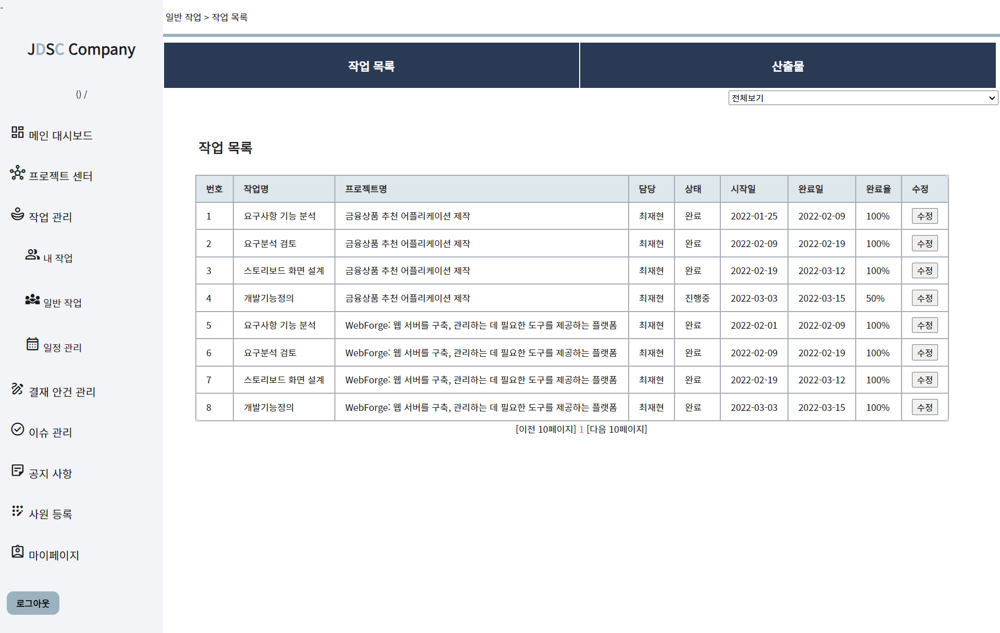 -
JDSC Company
() /
메인 대시보드
프로젝트 센터
작업 관리
내 작업
일반 작업
일정 관리
결재 안건 관리
이슈 관리
공지 사항
사원 등록
마이페이지
로그아웃
일반 작업 > 작업 목록
작업 목록 산출물
전체보기
작업 목록
번호 작업명 프로젝트명 담당 상태 시작일 완료일 완료율 수정
1 요구사항 기능 분석 금융상품 추천 어플리케이션 제작 최재현 완료 2022-01-25 2022-02-09 100% 수정
2 요구분석 검토 금융상품 추천 어플리케이션 제작 최재현 완료 2022-02-09 2022-02-19 100% 수정
3 스토리보드 화면 설계 금융상품 추천 어플리케이션 제작 최재현 완료 2022-02-19 2022-03-12 100% 수정
4 개발기능정의 금융상품 추천 어플리케이션 제작 최재현 진행중 2022-03-03 2022-03-15 50% 수정
5 요구사항 기능 분석 WebForge: 웹 서버를 구축, 관리하는 데 필요한 도구를 제공하는 플랫폼 최재현 완료 2022-02-01 2022-02-09 100% 수정
6 요구분석 검토 WebForge: 웹 서버를 구축, 관리하는 데 필요한 도구를 제공하는 플랫폼 최재현 완료 2022-02-09 2022-02-19 100% 수정
7 스토리보드 화면 설계 WebForge: 웹 서버를 구축, 관리하는 데 필요한 도구를 제공하는 플랫폼 최재현 완료 2022-02-19 2022-03-12 100% 수정
8 개발기능정의 WebForge: 웹 서버를 구축, 관리하는 데 필요한 도구를 제공하는 플랫폼 최재현 완료 2022-03-03 2022-03-15 100% 수정
[이전 10페이지] 1 [다음 10페이지]